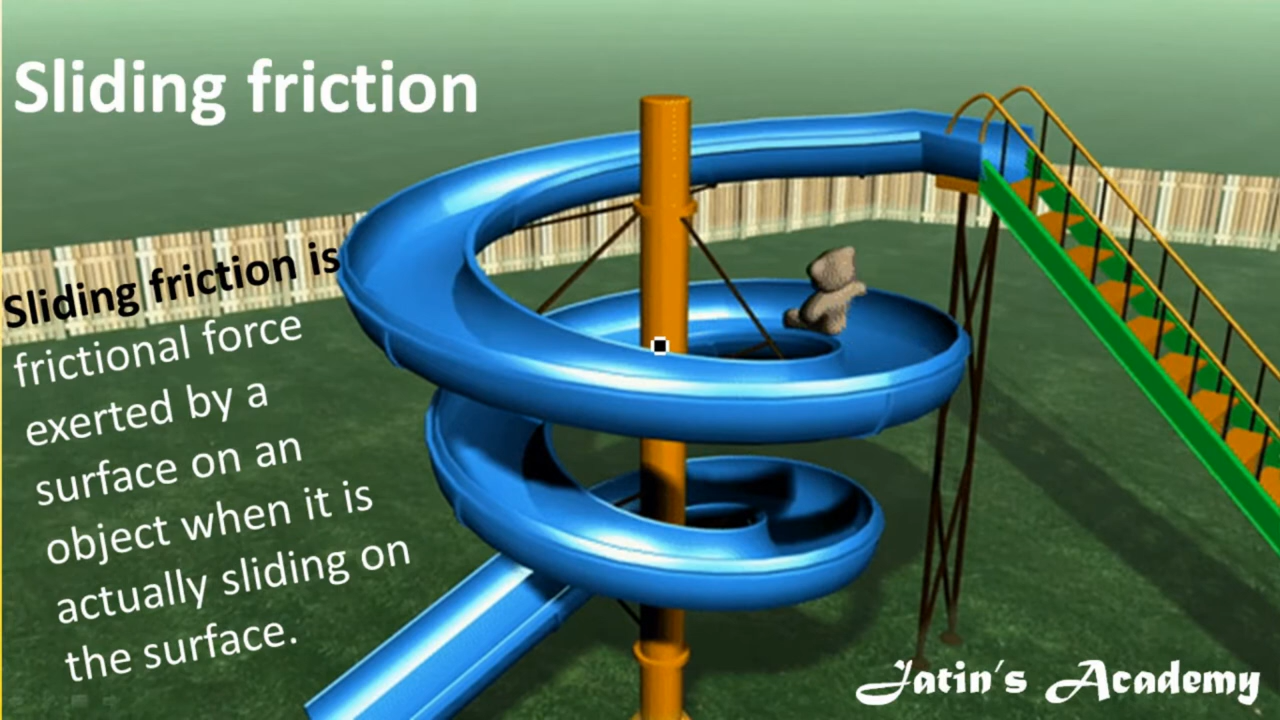 Sliding friction
Sliding friction is
frictional force
exerted by a
surface on an
object when it is
actually sliding on
the surface.
Jatin's Academy